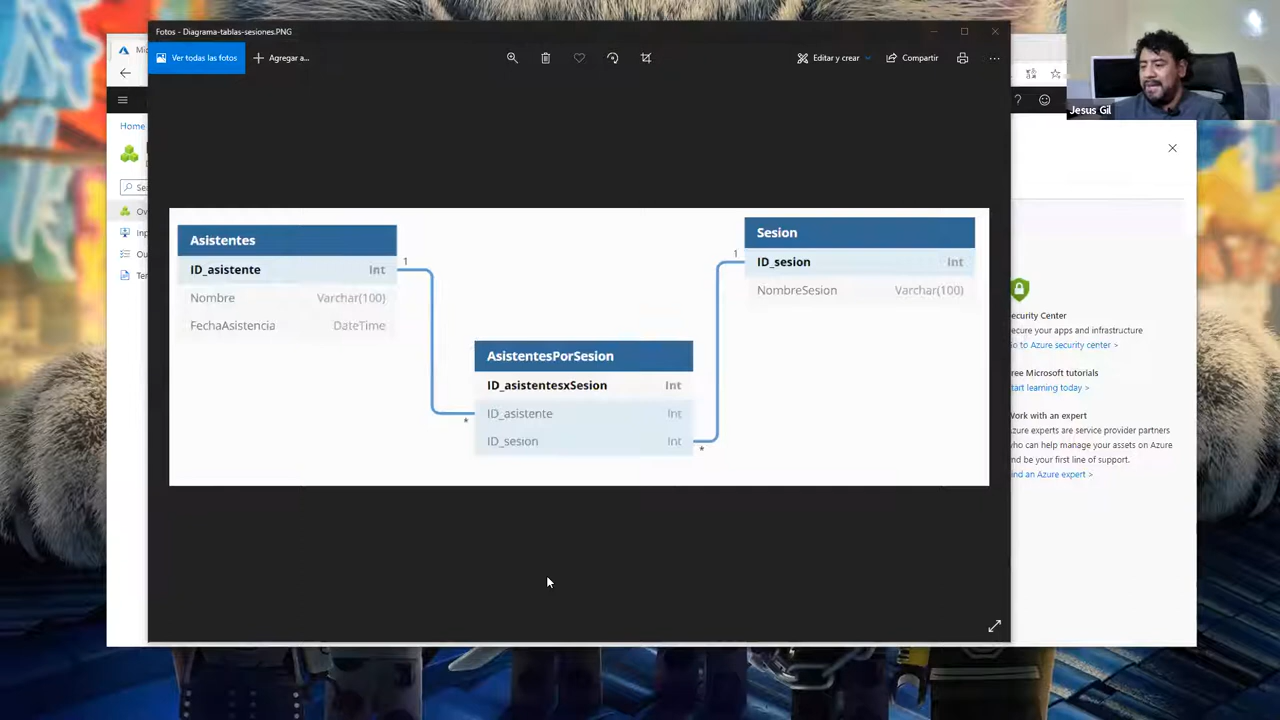 Fotos - Diagrama-tablas-sesiones.PNG
Ver todas las fotos
Agregar a...
Editar y crear
Compartir
Jesus Gil
Home
Asistentes
ID_asistente Int
Nombre Varchar(100)
FechaAsistencia DateTime
1
*
AsistentesPorSesion
ID_asistentesxSesion Int
ID_asistente Int
ID_sesion Int
1
*
Sesion
ID_sesion Int
NombreSesion Varchar(100)
ecurity Center
ecure your apps and infrastructure
o to Azure security center >
ree Microsoft tutorials
tart learning today >
ork with an expert
zure experts are service provider partners
ho can help manage your assets on Azure
nd be your first line of support.
ind an Azure expert >